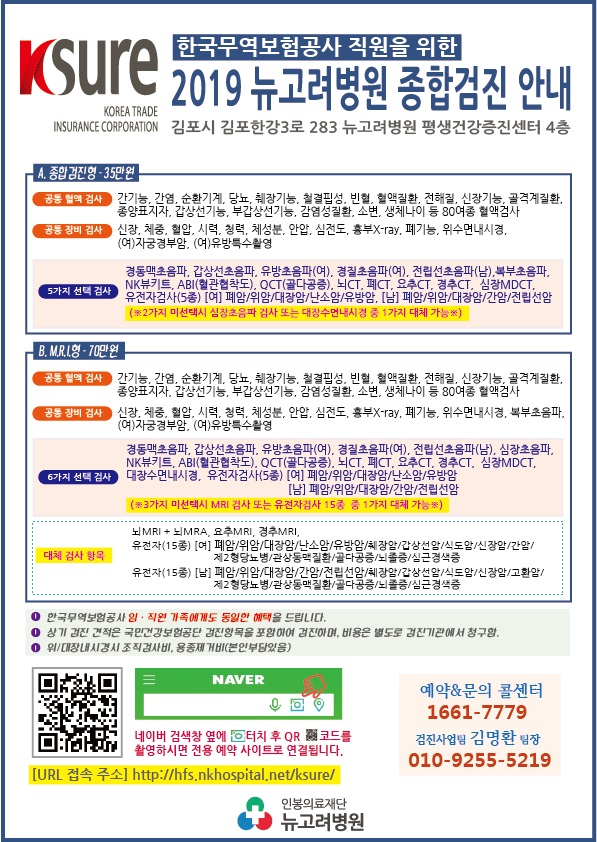 ksure
KOREA TRADE
INSURANCE CORPORATION
한국무역보험공사 직원을 위한
2019 뉴고려병원 종합검진 안내
김포시 김포한강3로 283 뉴고려병원 평생건강증진센터 4층
A. 종합검진형 - 35만원
공통 혈액 검사
간기능, 간염, 순환기계, 당뇨, 췌장기능, 철결핍성, 빈혈, 혈액질환, 전해질, 신장기능, 골격계질환,
종양표지자, 갑상선기능, 부갑상선기능, 감염성질환, 소변, 생체나이 등 80여종 혈액검사
공통 장비 검사
신장, 체중, 혈압, 시력, 청력, 체성분, 안압, 심전도, 흉부X-ray, 폐기능, 위수면내시경,
(여)자궁경부암, (여)유방특수촬영
5가지 선택 검사
경동맥초음파, 갑상선초음파, 유방초음파(여), 경질초음파(여), 전립선초음파(남),복부초음파,
NK뷰키트, ABI(혈관협착도), QCT(골다공증), 뇌CT, 폐CT, 요추CT, 경추CT, 심장MDCT,
유전자검사(5종) [여] 폐암/위암/대장암/난소암/유방암, [남] 폐암/위암/대장암/간암/전립선암
(※2가지 미선택시 심장초음파 검사 또는 대장수면내시경 중 1가지 대체 가능※)
B. M.R.I.형 - 70만원
공통 혈액 검사
간기능, 간염, 순환기계, 당뇨, 췌장기능, 철결핍성, 빈혈, 혈액질환, 전해질, 신장기능, 골격계질환,
종양표지자, 갑상선기능, 부갑상선기능, 감염성질환, 소변, 생체나이 등 80여종 혈액검사
공통 장비 검사
신장, 체중, 혈압, 시력, 청력, 체성분, 안압, 심전도, 흉부X-ray, 폐기능, 위수면내시경, 복부초음파,
(여)자궁경부암, (여)유방특수촬영
6가지 선택 검사
경동맥초음파, 갑상선초음파, 유방초음파(여), 경질초음파(여), 전립선초음파(남), 심장초음파,
NK뷰키트, ABI(혈관협착도), QCT(골다공증), 뇌CT, 폐CT, 요추CT, 경추CT, 심장MDCT,
대장수면내시경, 유전자검사(5종) [여] 폐암/위암/대장암/난소암/유방암
[남] 폐암/위암/대장암/간암/전립선암
(※3가지 미선택시 MRI 검사 또는 유전자검사 15종 중 1가지 대체 가능※)
대체 검사 항목
뇌MRI + 뇌MRA, 요추MRI, 경추MRI,
유전자(15종) [여] 폐암/위암/대장암/난소암/유방암/췌장암/갑상선암/식도암/신장암/간암/
제2형당뇨병/관상동맥질환/골다공증/뇌졸증/심근경색증
유전자(15종) [남] 폐암/위암/대장암/간암/전립선암/췌장암/갑상선암/식도암/신장암/고환암/
제2형당뇨병/관상동맥질환/골다공증/뇌졸증/심근경색증
한국무역보험공사 임·직원 가족에게도 동일한 혜택을 드립니다.
상기 검진 견적은 국민건강보험공단 검진항목을 포함하여 검진하며, 비용은 별도로 검진기관에서 청구함.
위/대장내시경시 조직검사비, 용종제거비(본인부담있음)
NAVER
네이버 검색창 옆에 터치 후 QR 코드를
촬영하시면 전용 예약 사이트로 연결됩니다.
[URL 접속 주소] http://hfs.nkhospital.net/ksure/
예약&문의 콜센터
1661-7779
검진사업팀 김명환 팀장
010-9255-5219
인봉의료재단
뉴고려병원